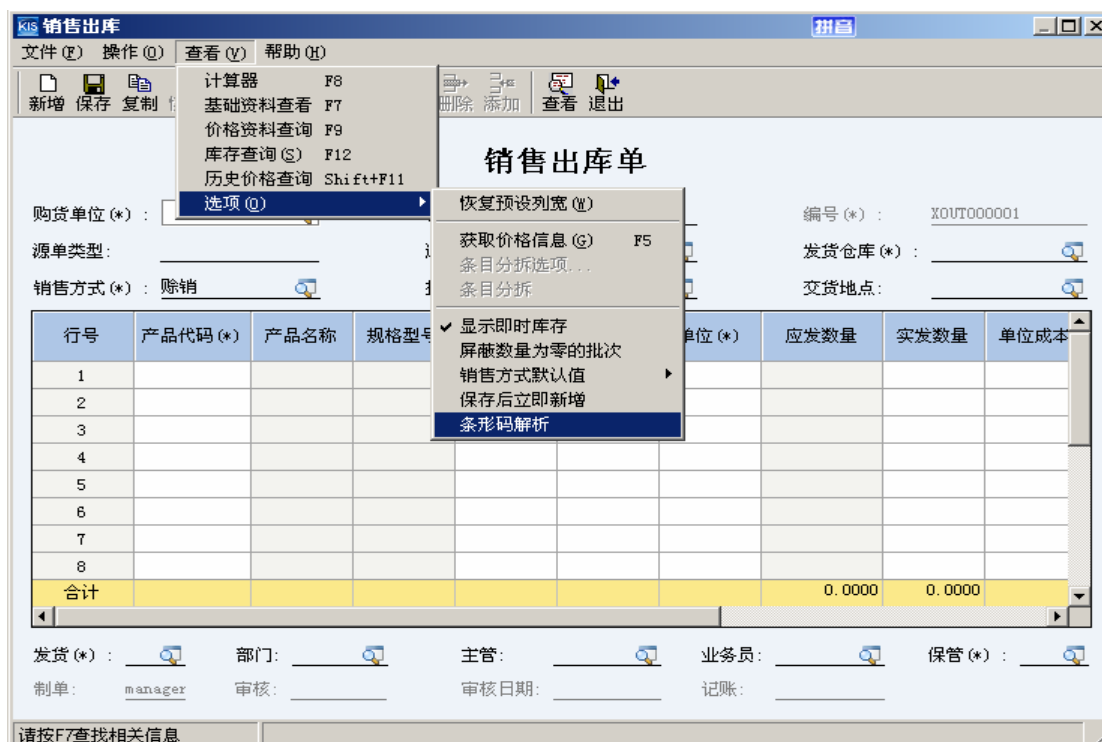 KIS 销售出库 拼音
文件(F) 操作(O) 查看(V) 帮助(H)
新增 保存 复制 删除 添加 查看 退出
计算器 F8
基础资料查看 F7
价格资料查询 F9
库存查询(S) F12
历史价格查询 Shift+F11
选项(O)
销售出库单
恢复预设列宽(W)
获取价格信息(G) F5
条目分拆选项...
条目分拆
显示即时库存
屏蔽数量为零的批次
销售方式默认值
保存后立即新增
条形码解析
购货单位(*) : 编号(*) : XOUT000001
源单类型: 发货仓库(*) :
销售方式(*) : 赊销 交货地点:
行号 产品代码(*) 产品名称 规格型号 单位(*) 应发数量 实发数量 单位成本
1
2
3
4
5
6
7
8
合计 0.0000 0.0000
发货(*) : 部门: 主管: 业务员: 保管(*) :
制单: manager 审核: 审核日期: 记账:
请按F7查找相关信息